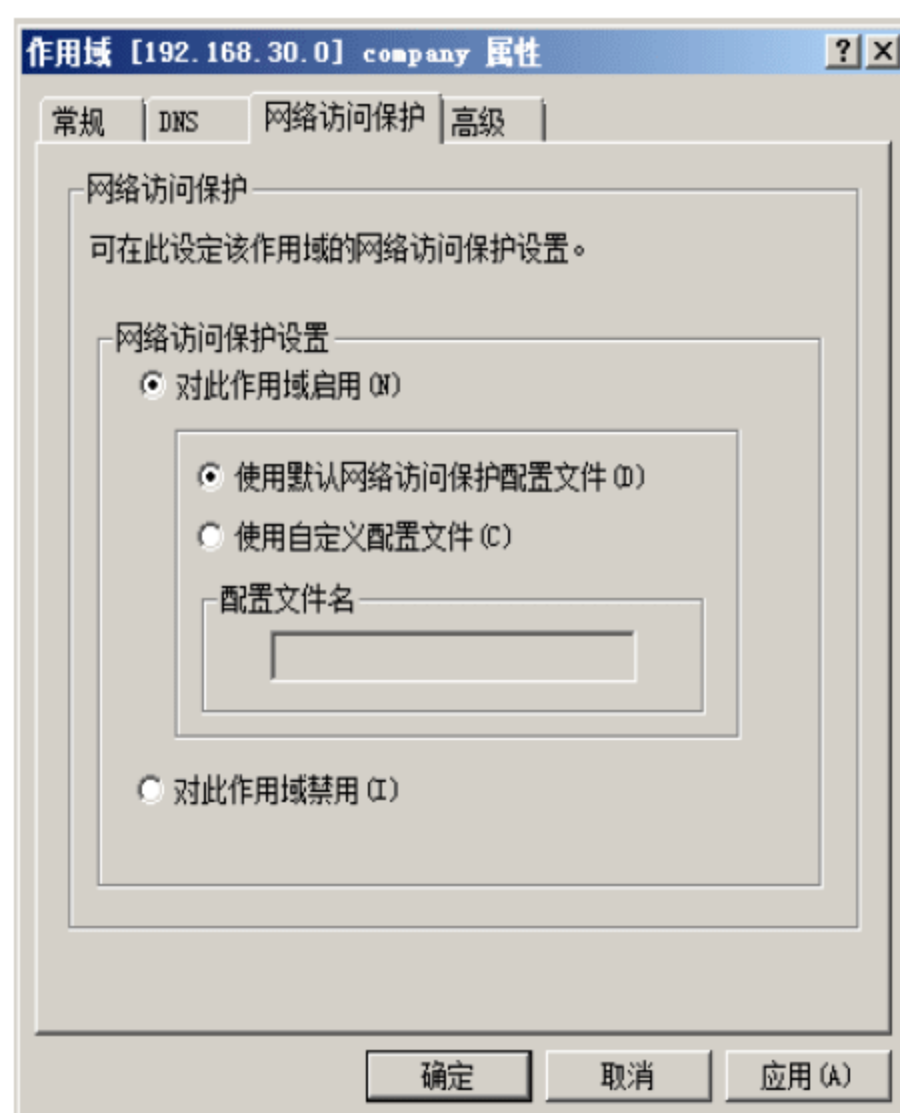 作用域 [192.168.30.0] company 属性
常规 DNS 网络访问保护 高级
网络访问保护
可在此设定该作用域的网络访问保护设置。
网络访问保护设置
对此作用域启用(N)
使用默认网络访问保护配置文件(D)
使用自定义配置文件(C)
配置文件名
对此作用域禁用(I)
确定 取消 应用(A)